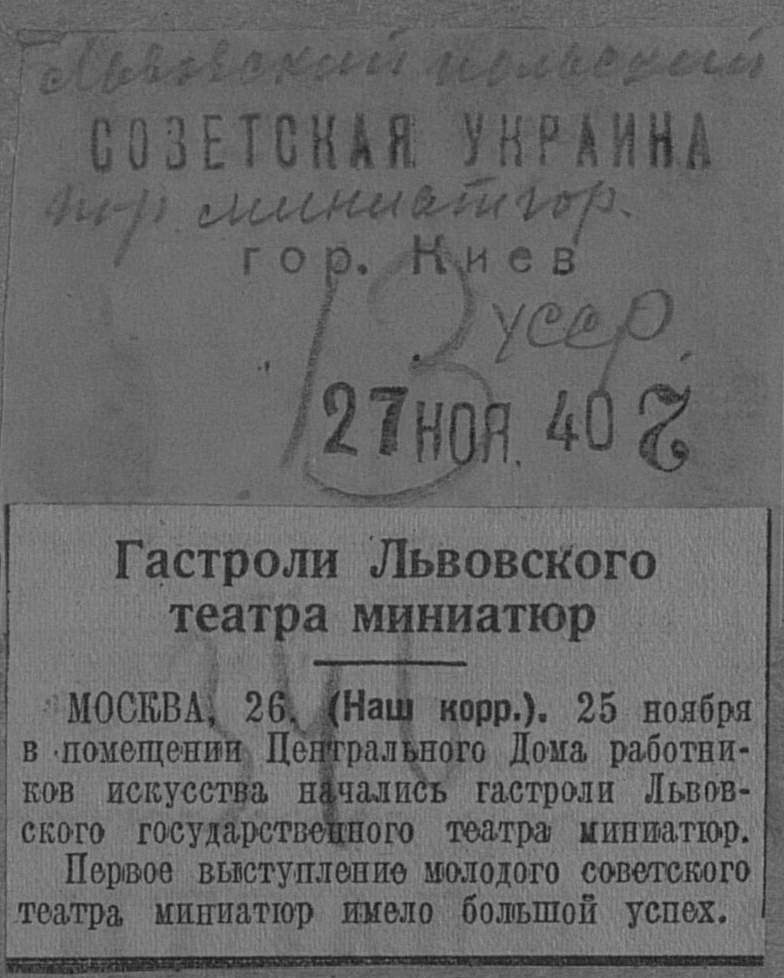 Львовский польский
СОВЕТСКАЯ УКРАИНА
миниатюр.
гор. Киев
УССР
27 НОЯ. 40
Гастроли Львовского
театра миниатюр
МОСКВА, 26. (Наш корр.). 25 ноября
в помещении Центрального Дома работни-
ков искусства начались гастроли Львов-
ского государственного театра миниатюр.
Первое выступление молодого советского
театра миниатюр имело большой успех.